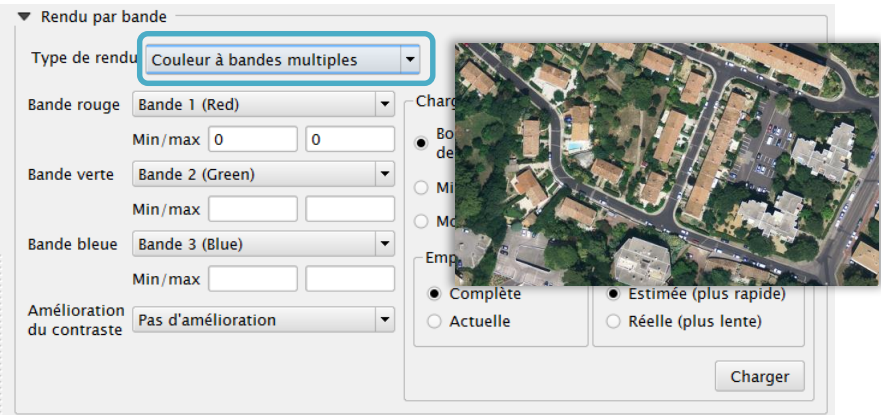 Rendu par bande
Type de rendu Couleur à bandes multiples
Bande rouge Bande 1 (Red)
Min/max 0 0
Bande verte Bande 2 (Green)
Min/max
Bande bleue Bande 3 (Blue)
Min/max
Amélioration
du contraste Pas d'amélioration
Complète
Actuelle
Estimée (plus rapide)
Réelle (plus lente)
Charger